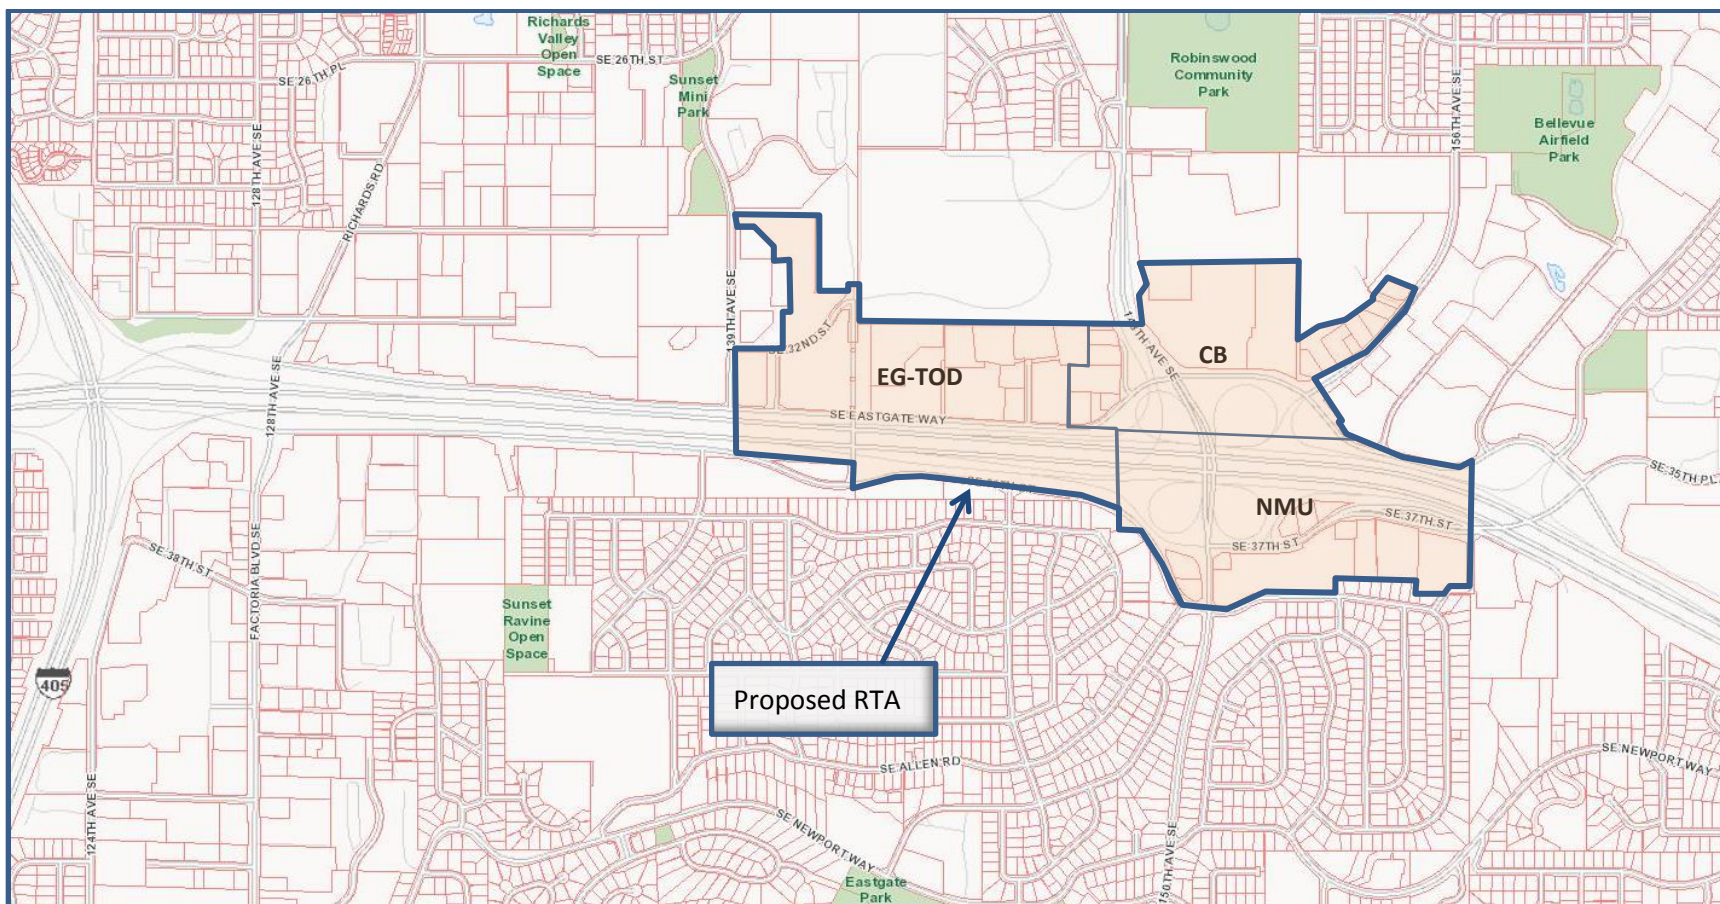 Richards
Valley
Open
Space
SE 26TH PL
SE 26TH ST
Sunset
Mini
Park
Robinswood
Community
Park
156TH AVE SE
Bellevue
Airfield
Park
128TH AVE SE
RICHARDS RD
139TH AVE SE
SE 32ND ST
148TH AVE SE
CB
EG-TOD
128TH AVE SE
SE EASTGATE WAY
SE 35TH PL
NMU
SE 37TH ST
SE 37TH ST
SE 38TH ST
FACTORIA BLVD SE
Sunset
Ravine
Open
Space
405
Proposed RTA
SE ALLEN RD
SE NEWPORT WAY
SE NEWPORT WAY
124TH AVE SE
150TH AVE SE
Eastgate
Park